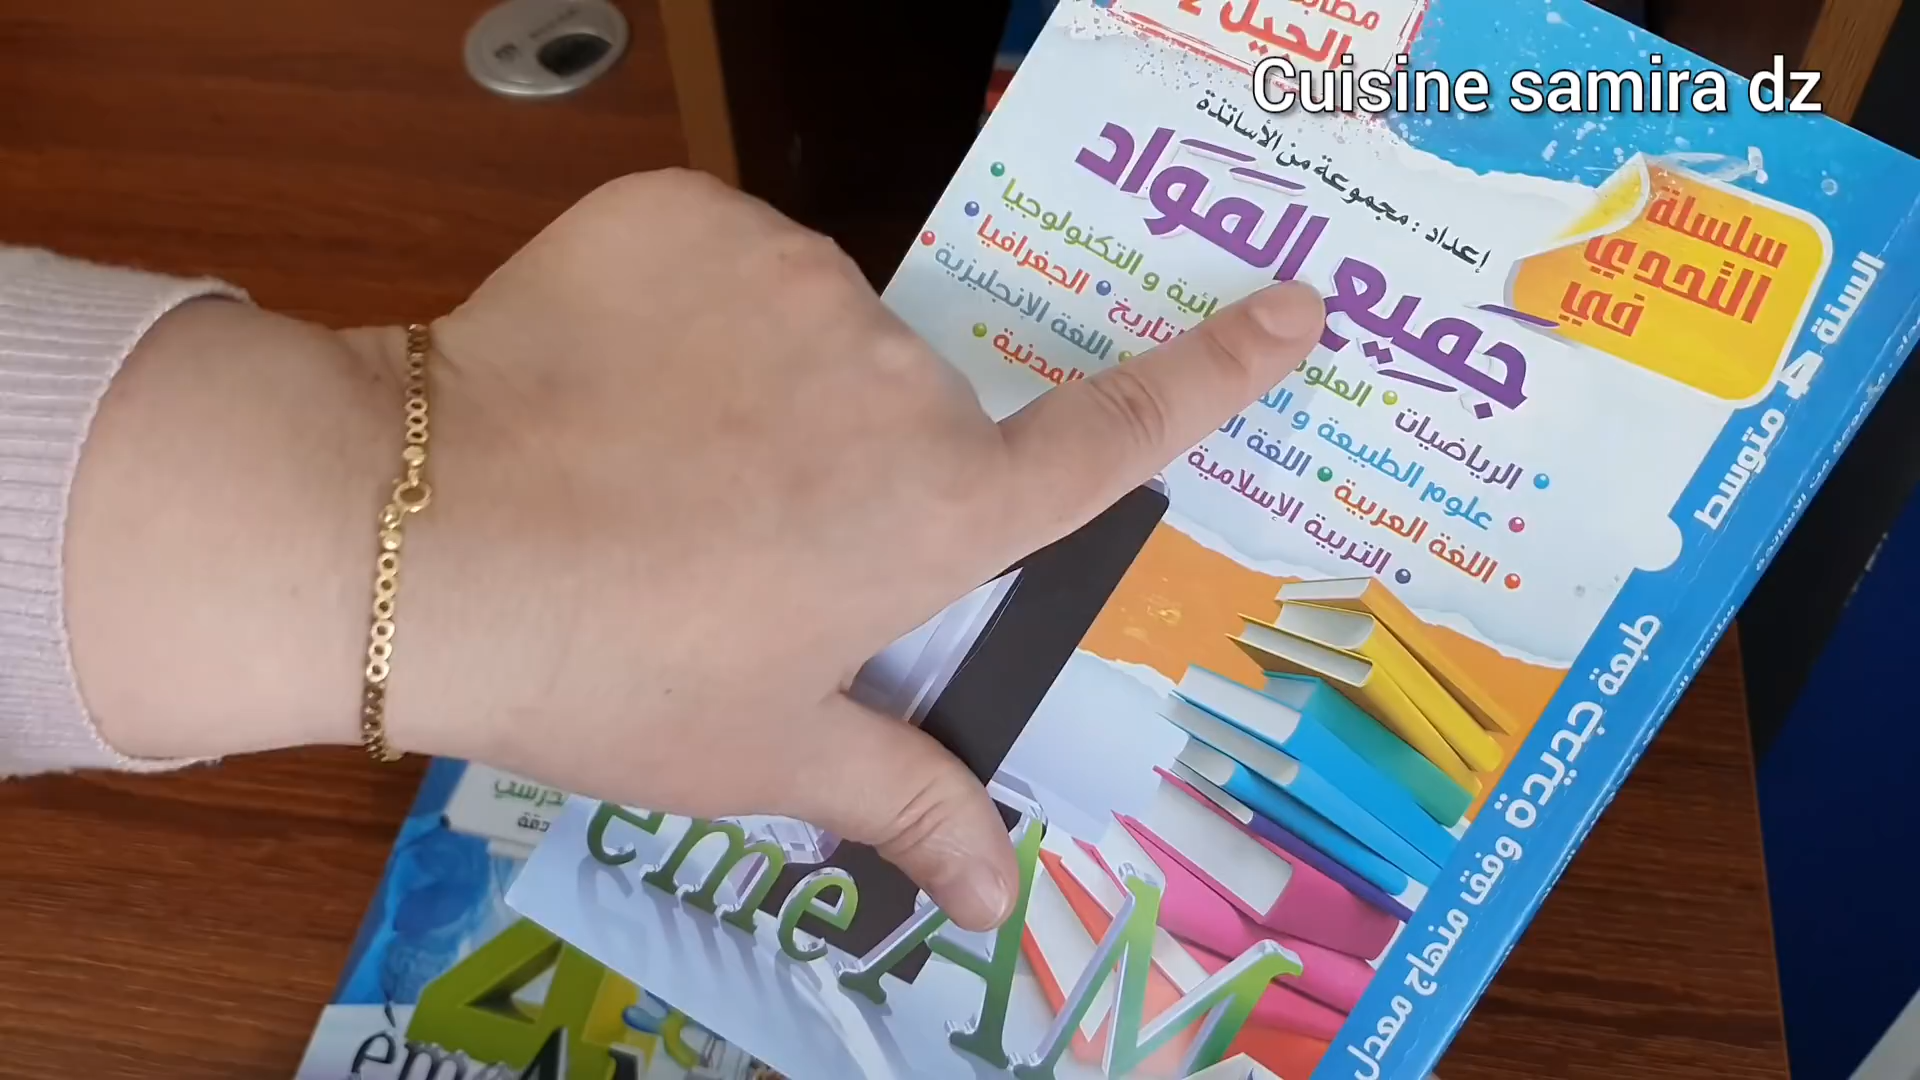 Cuisine samira dz
الجيل 2
إعداد : مجموعة من الأساتذة
سلسلة
التحدي
في
جميع المواد
الرياضيات
و التكنولوجيا
علوم الطبيعة و
التاريخ
الجغرافيا
اللغة العربية
اللغة
اللغة الإنجليزية
التربية الإسلامية
المدنية
السنة 4 متوسط
طبعة جديدة وفق منهاج معدل
ème AM
4
ème